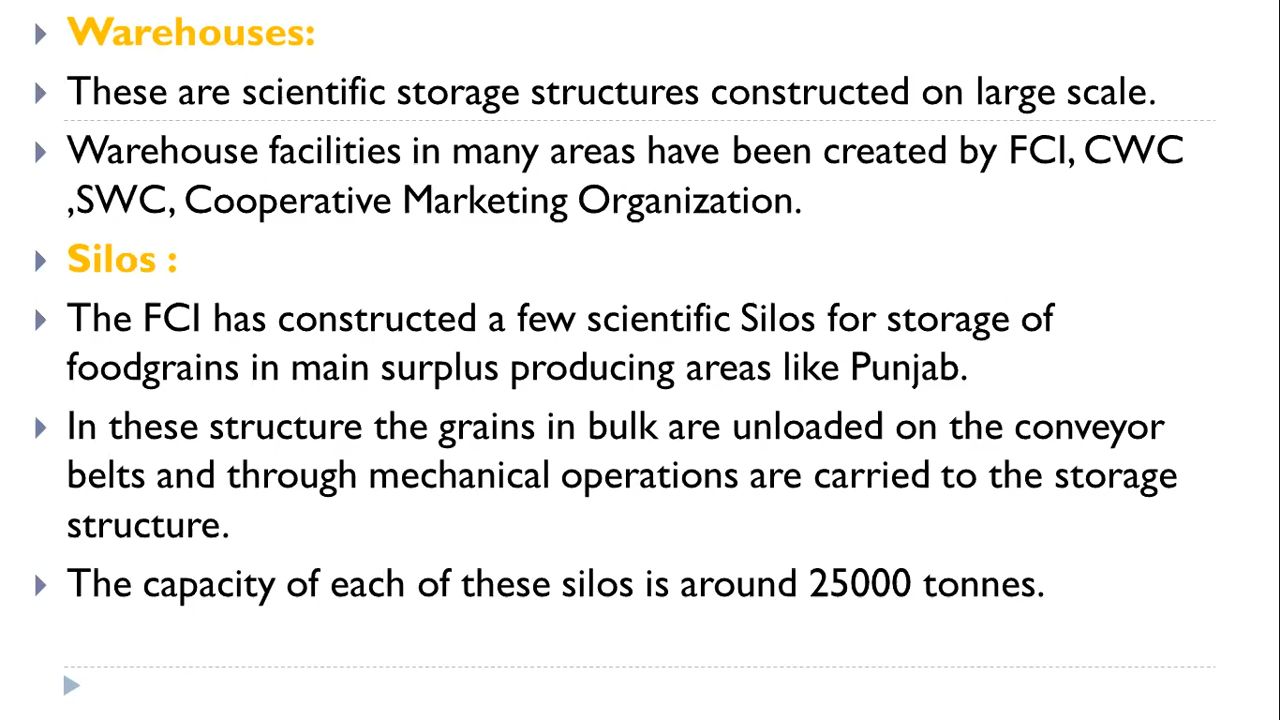 Warehouses:
These are scientific storage structures constructed on large scale.
Warehouse facilities in many areas have been created by FCI, CWC
,SWC, Cooperative Marketing Organization.
Silos :
The FCI has constructed a few scientific Silos for storage of
foodgrains in main surplus producing areas like Punjab.
In these structure the grains in bulk are unloaded on the conveyor
belts and through mechanical operations are carried to the storage
structure.
The capacity of each of these silos is around 25000 tonnes.